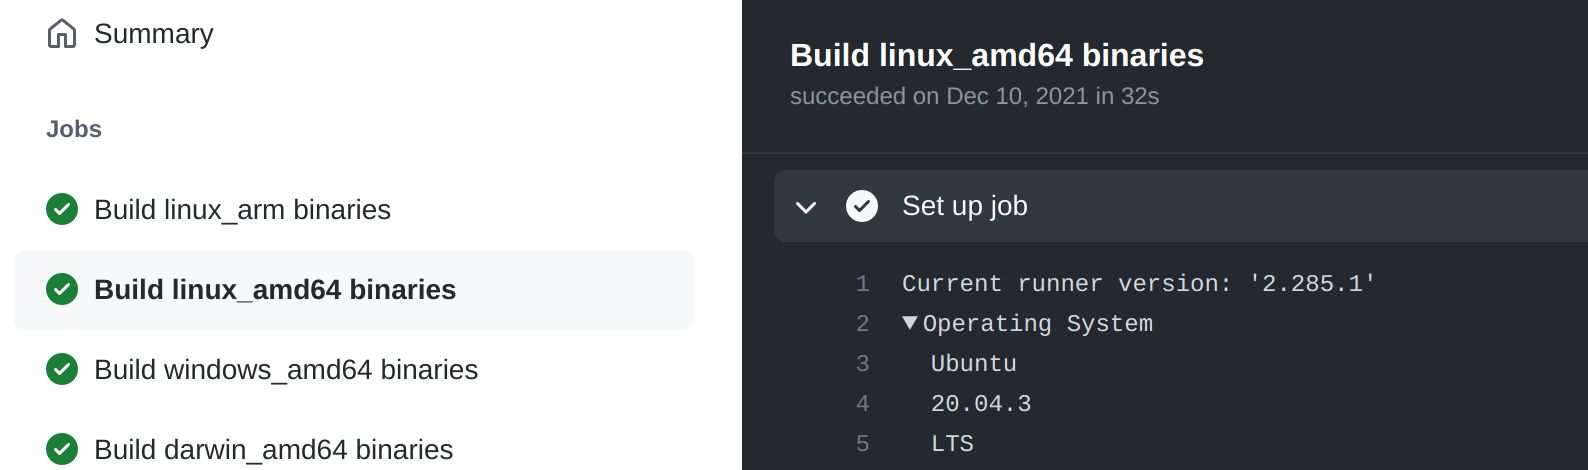 Summary
Jobs
Build linux_arm binaries
Build linux_amd64 binaries
Build windows_amd64 binaries
Build darwin_amd64 binaries
Build linux_amd64 binaries
succeeded on Dec 10, 2021 in 32s
Set up job
1 Current runner version: '2.285.1'
2 ▼Operating System
3 Ubuntu
4 20.04.3
5 LTS